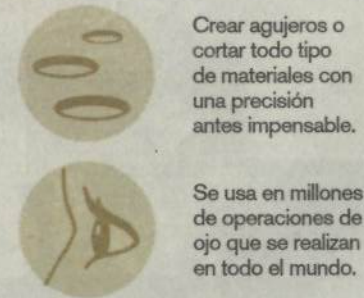 Crear agujeros o
cortar todo tipo
de materiales con
una precisión
antes impensable.
Se usa en millones
de operaciones de
ojo que se realizan
en todo el mundo.